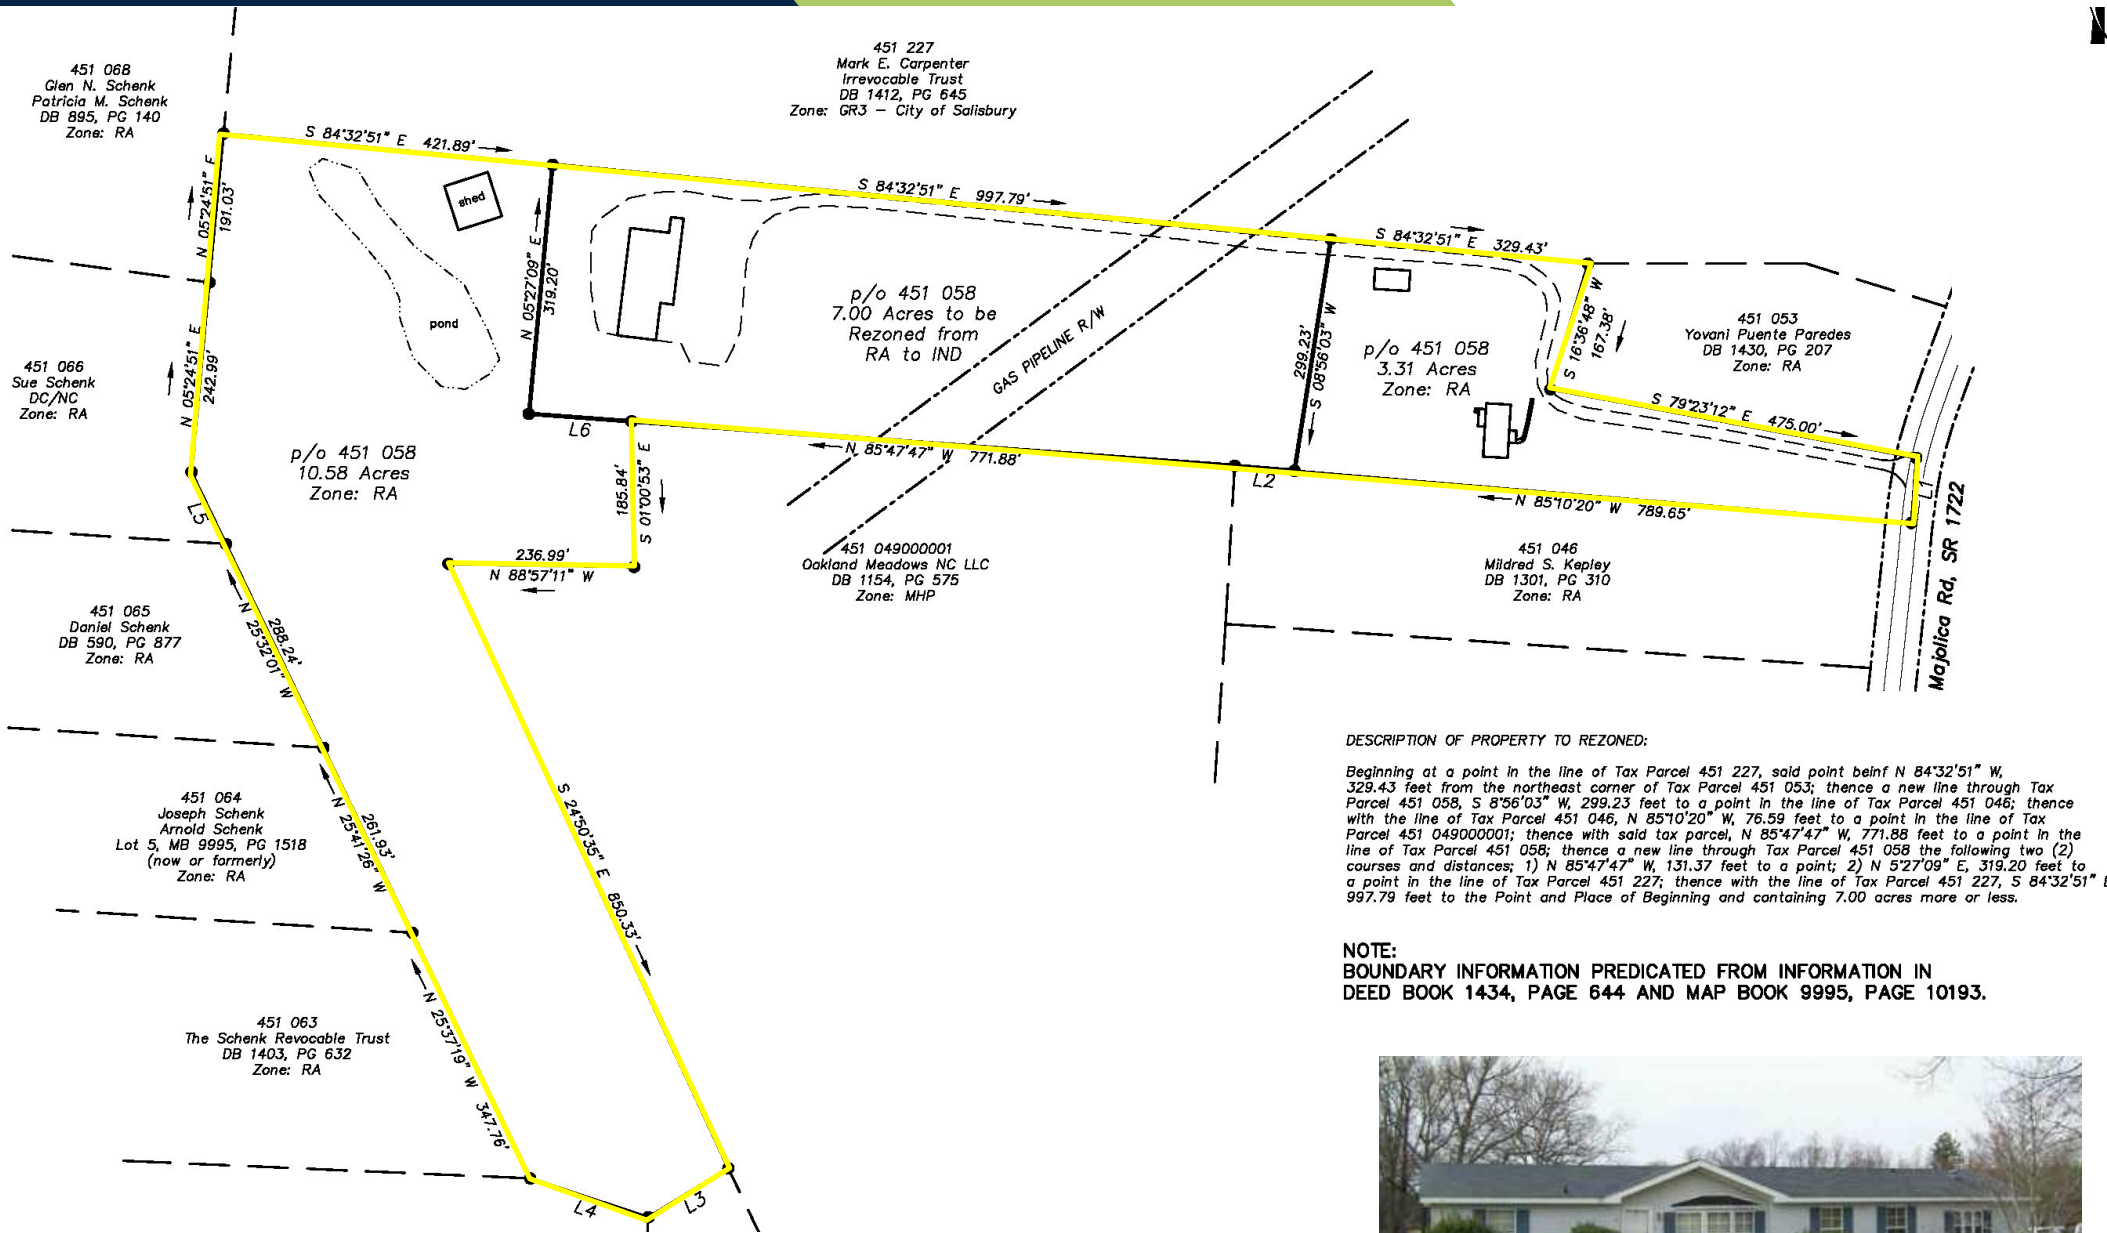 451 068
Glen N. Schenk
Patricia M. Schenk
DB 895, PG 140
Zone: RA
451 227
Mark E. Carpenter
Irrevocable Trust
DB 1412, PG 645
Zone: GR3 - City of Salisbury
S 84°32'51" E 421.89'
S 84°32'51" E 997.79'
S 84°32'51" E 329.43'
N 05°24'51" E
191.03'
shed
pond
N 05°27'09" E
319.20'
p/o 451 058
7.00 Acres to be
Rezoned from
RA to IND
GAS PIPELINE R/W
299.23'
S 08°56'03" W
p/o 451 058
3.31 Acres
Zone: RA
S 16°36'48" W
167.38'
451 053
Yovani Puente Paredes
DB 1430, PG 207
Zone: RA
S 79°23'12" E 475.00'
451 066
Sue Schenk
DC/NC
Zone: RA
N 05°24'51" E
242.99'
L6
N 85°47'47" W 771.88'
L2
N 85°10'20" W 789.65'
L1
Majolica Rd, SR 1722
p/o 451 058
10.58 Acres
Zone: RA
L5
185.84'
S 01°00'53" E
236.99'
N 88°57'11" W
451 049000001
Oakland Meadows NC LLC
DB 1154, PG 575
Zone: MHP
451 046
Mildred S. Kepley
DB 1301, PG 310
Zone: RA
451 065
Daniel Schenk
DB 590, PG 877
Zone: RA
288.24'
N 25°32'01" W
451 064
Joseph Schenk
Arnold Schenk
Lot 5, MB 9995, PG 1518
(now or formerly)
Zone: RA
261.93'
N 25°41'26" W
S 24°50'35" E 850.33'
451 063
The Schenk Revocable Trust
DB 1403, PG 632
Zone: RA
N 25°37'19" W 347.76'
L4
L3
DESCRIPTION OF PROPERTY TO REZONED:
Beginning at a point in the line of Tax Parcel 451 227, said point beinf N 84°32'51" W,
329.43 feet from the northeast corner of Tax Parcel 451 053; thence a new line through Tax
Parcel 451 058, S 8°56'03" W, 299.23 feet to a point in the line of Tax Parcel 451 046; thence
with the line of Tax Parcel 451 046, N 85°10'20" W, 76.59 feet to a point in the line of Tax
Parcel 451 049000001; thence with said tax parcel, N 85°47'47" W, 771.88 feet to a point in the
line of Tax Parcel 451 058; thence a new line through Tax Parcel 451 058 the following two (2)
courses and distances; 1) N 85°47'47" W, 131.37 feet to a point; 2) N 5°27'09" E, 319.20 feet to
a point in the line of Tax Parcel 451 227; thence with the line of Tax Parcel 451 227, S 84°32'51" E
997.79 feet to the Point and Place of Beginning and containing 7.00 acres more or less.
NOTE:
BOUNDARY INFORMATION PREDICATED FROM INFORMATION IN
DEED BOOK 1434, PAGE 644 AND MAP BOOK 9995, PAGE 10193.